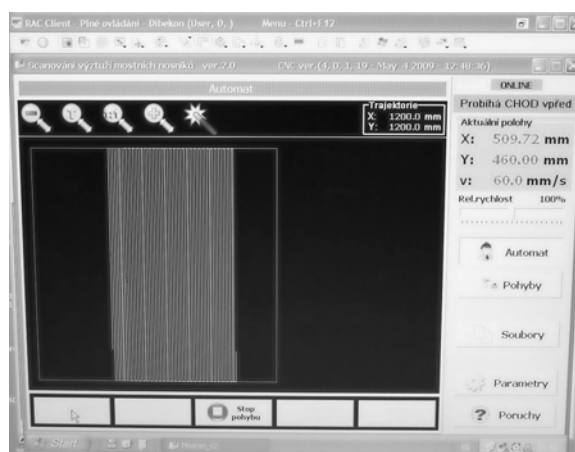 RAC Client - Plné ovládání - Dibekon (User, 0, ) Menu - Ctrl+F12
Scanování výztuží mostních nosníků ver.2.0 CNC ver.(4, 0, 1, 19 - May 4 2009 - 12:48:36)
Automat
ONLINE
Trajektorie
X: 1200.0 mm
Y: 1200.0 mm
Probíhá CHOD vpřed
Aktuální polohy
X: 509.72 mm
Y: 460.00 mm
v: 60.0 mm/s
Rel.rychlost 100%
Automat
Pohyby
Soubory
Parametry
Stop
pohybu
? Poruchy
Start